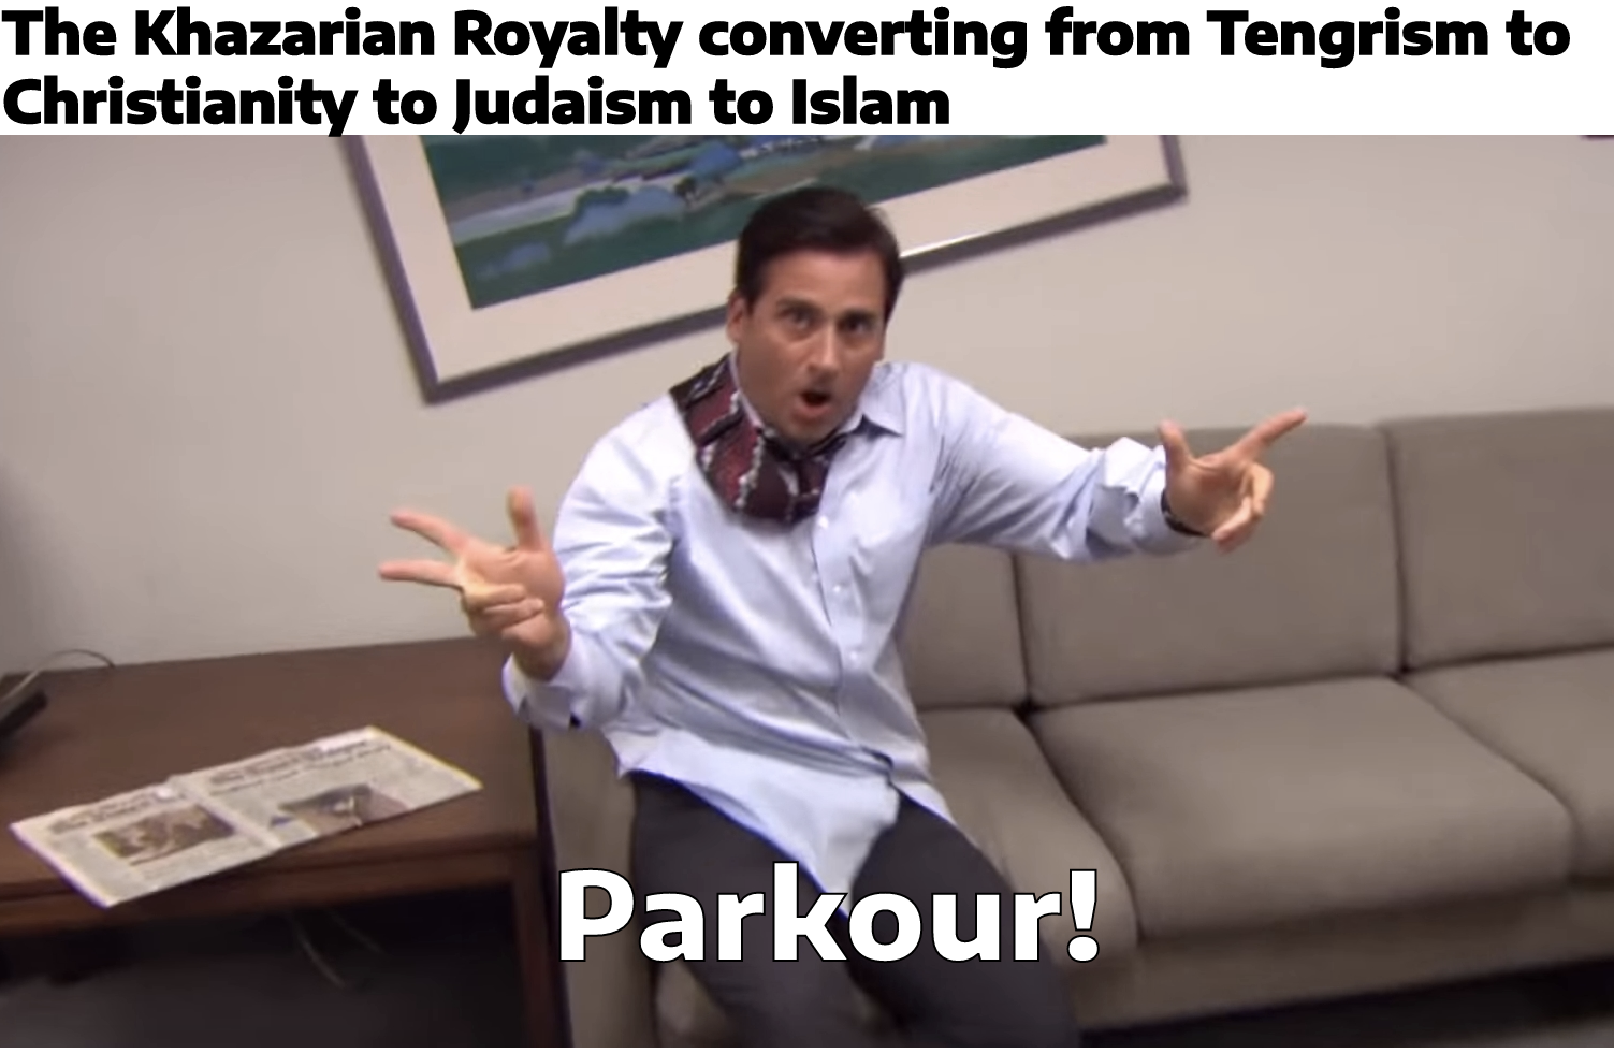 The Khazarian Royalty converting from Tengrism to
Christianity to Judaism to Islam
Parkour!